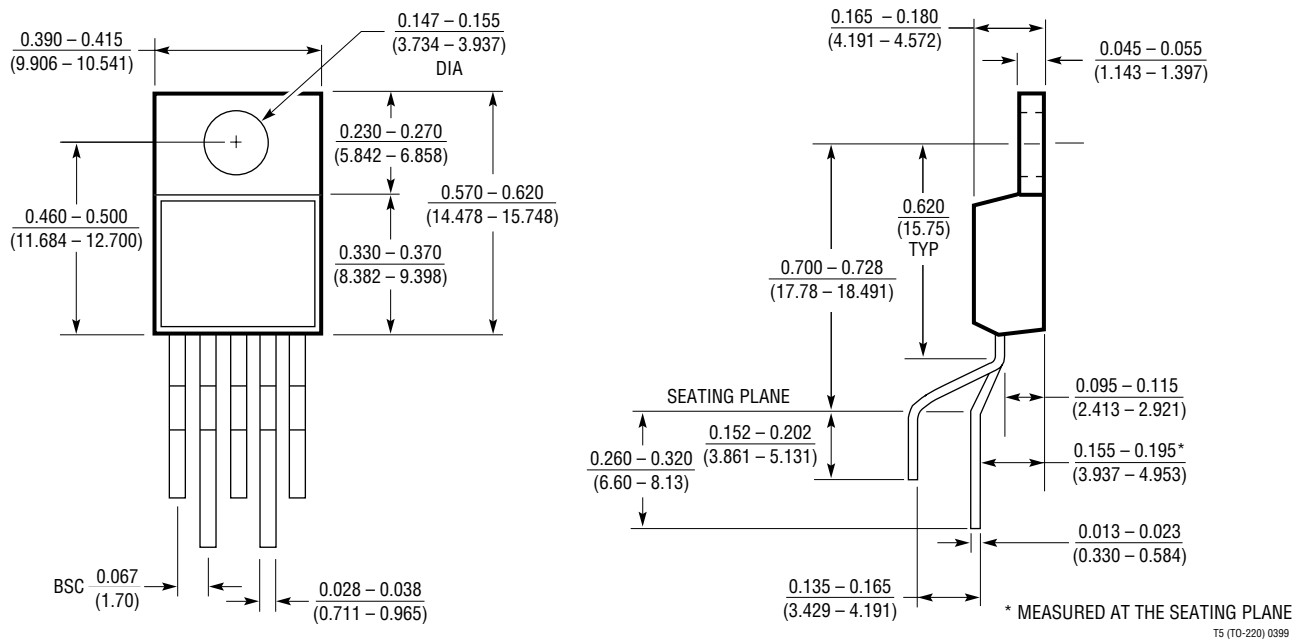 0.390 – 0.415
(9.906 – 10.541)
0.147 – 0.155
(3.734 – 3.937)
DIA
0.230 – 0.270
(5.842 – 6.858)
0.570 – 0.620
(14.478 – 15.748)
0.460 – 0.500
(11.684 – 12.700)
0.330 – 0.370
(8.382 – 9.398)
BSC
0.067
(1.70)
0.028 – 0.038
(0.711 – 0.965)
0.165 – 0.180
(4.191 – 4.572)
0.045 – 0.055
(1.143 – 1.397)
0.620
(15.75)
TYP
0.700 – 0.728
(17.78 – 18.491)
SEATING PLANE
0.152 – 0.202
(3.861 – 5.131)
0.260 – 0.320
(6.60 – 8.13)
0.095 – 0.115
(2.413 – 2.921)
0.155 – 0.195*
(3.937 – 4.953)
0.013 – 0.023
(0.330 – 0.584)
0.135 – 0.165
(3.429 – 4.191)
* MEASURED AT THE SEATING PLANE
T5 (TO-220) 0399